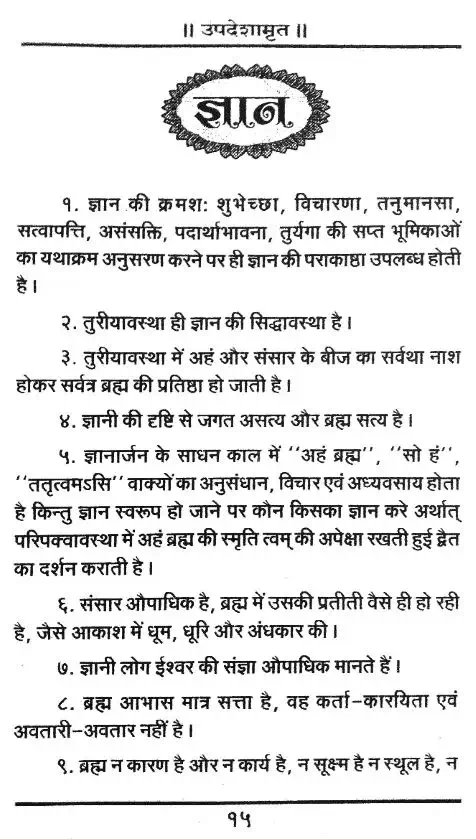 ॥ उपदेशामृत ॥
ज्ञान
१. ज्ञान की क्रमशः शुभेच्छा, विचारणा, तनुमानसा,
सत्वापत्ति, असंसक्ति, पदार्थाभावना, तुर्यगा की सप्त भूमिकाओं
का यथाक्रम अनुसरण करने पर ही ज्ञान की पराकाष्ठा उपलब्ध होती
है।
२. तुरीयावस्था ही ज्ञान की सिद्धावस्था है।
३. तुरीयावस्था में अहं और संसार के बीज का सर्वथा नाश
होकर सर्वत्र ब्रह्म की प्रतिष्ठा हो जाती है।
४. ज्ञानी की दृष्टि से जगत असत्य और ब्रह्म सत्य है।
५. ज्ञानार्जन के साधन काल में ''अहं ब्रह्म'', ''सो हं'',
''ततृत्वमऽसि'' वाक्यों का अनुसंधान, विचार एवं अध्यवसाय होता
है किन्तु ज्ञान स्वरूप हो जाने पर कौन किसका ज्ञान करे अर्थात्
परिपक्वावस्था में अहं ब्रह्म की स्मृति त्वम् की अपेक्षा रखती हुई द्वैत
का दर्शन कराती है।
६. संसार औपाधिक है, ब्रह्म में उसकी प्रतीती वैसे ही हो रही
है, जैसे आकाश में धूम, धूरि और अंधकार की।
७. ज्ञानी लोग ईश्वर की संज्ञा औपाधिक मानते हैं।
८. ब्रह्म आभास मात्र सत्ता है, वह कर्ता-कारयिता एवं
अवतारी-अवतार नहीं है।
९. ब्रह्म न कारण है और न कार्य है, न सूक्ष्म है न स्थूल है, न
१५